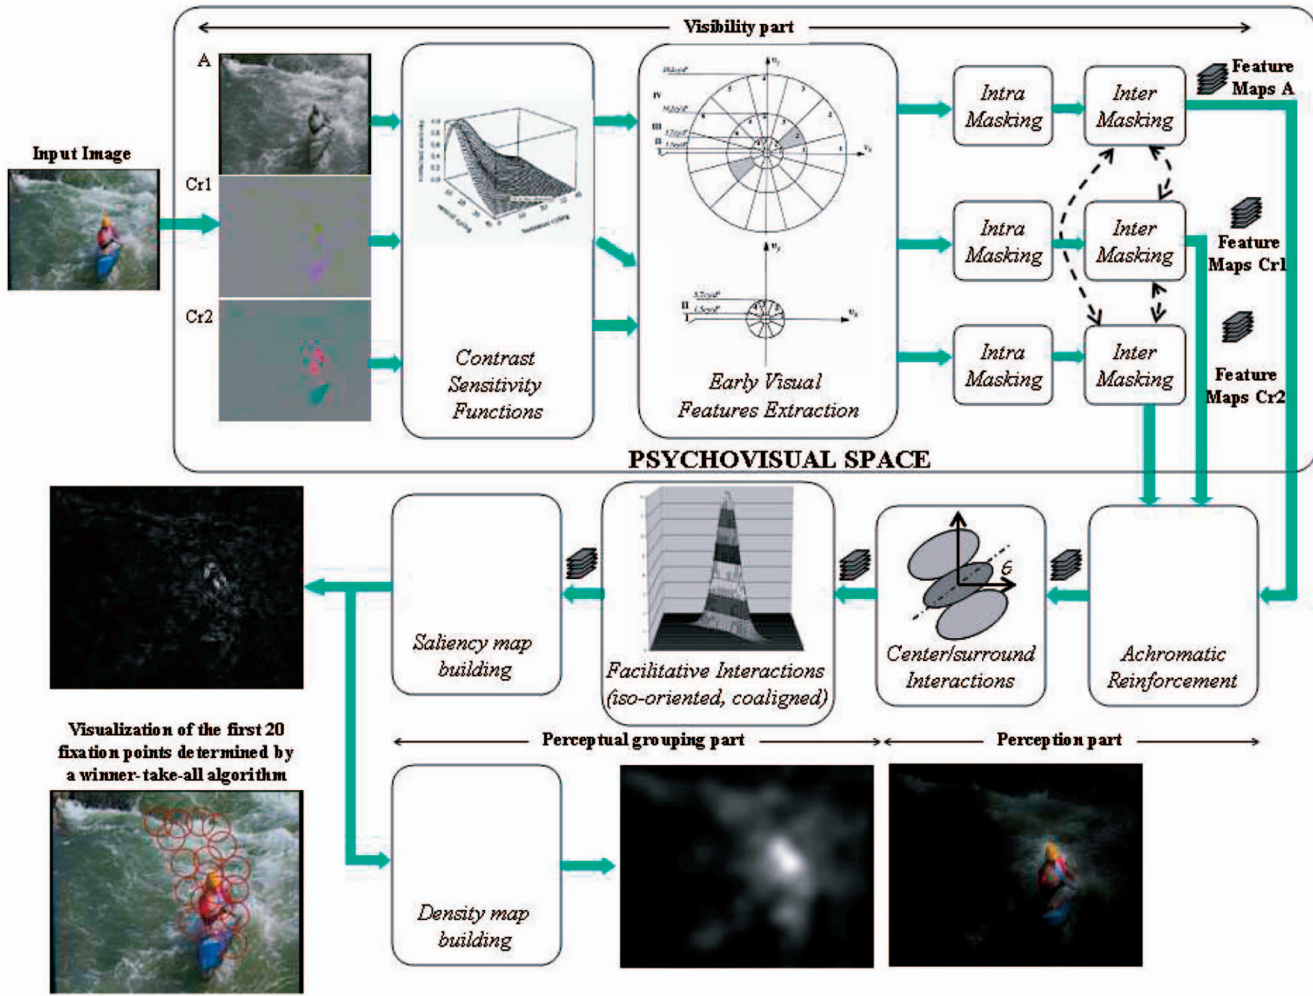 Visibility part
A
Feature
Maps A
Input Image
Intra
Masking
Inter
Masking
Cr1
Intra
Masking
Inter
Masking
Feature
Maps Cr1
Cr2
Contrast
Sensitivity
Functions
Early Visual
Features Extraction
Intra
Masking
Inter
Masking
Feature
Maps Cr2
PSYCHOVISUAL SPACE
Saliency map
building
Facilitative Interactions
(iso-oriented, coaligned)
Center/surround
Interactions
Achromatic
Reinforcement
Visualization of the first 20
fixation points determined by
a winner-take-all algorithm
Perceptual grouping part
Perception part
Density map
building